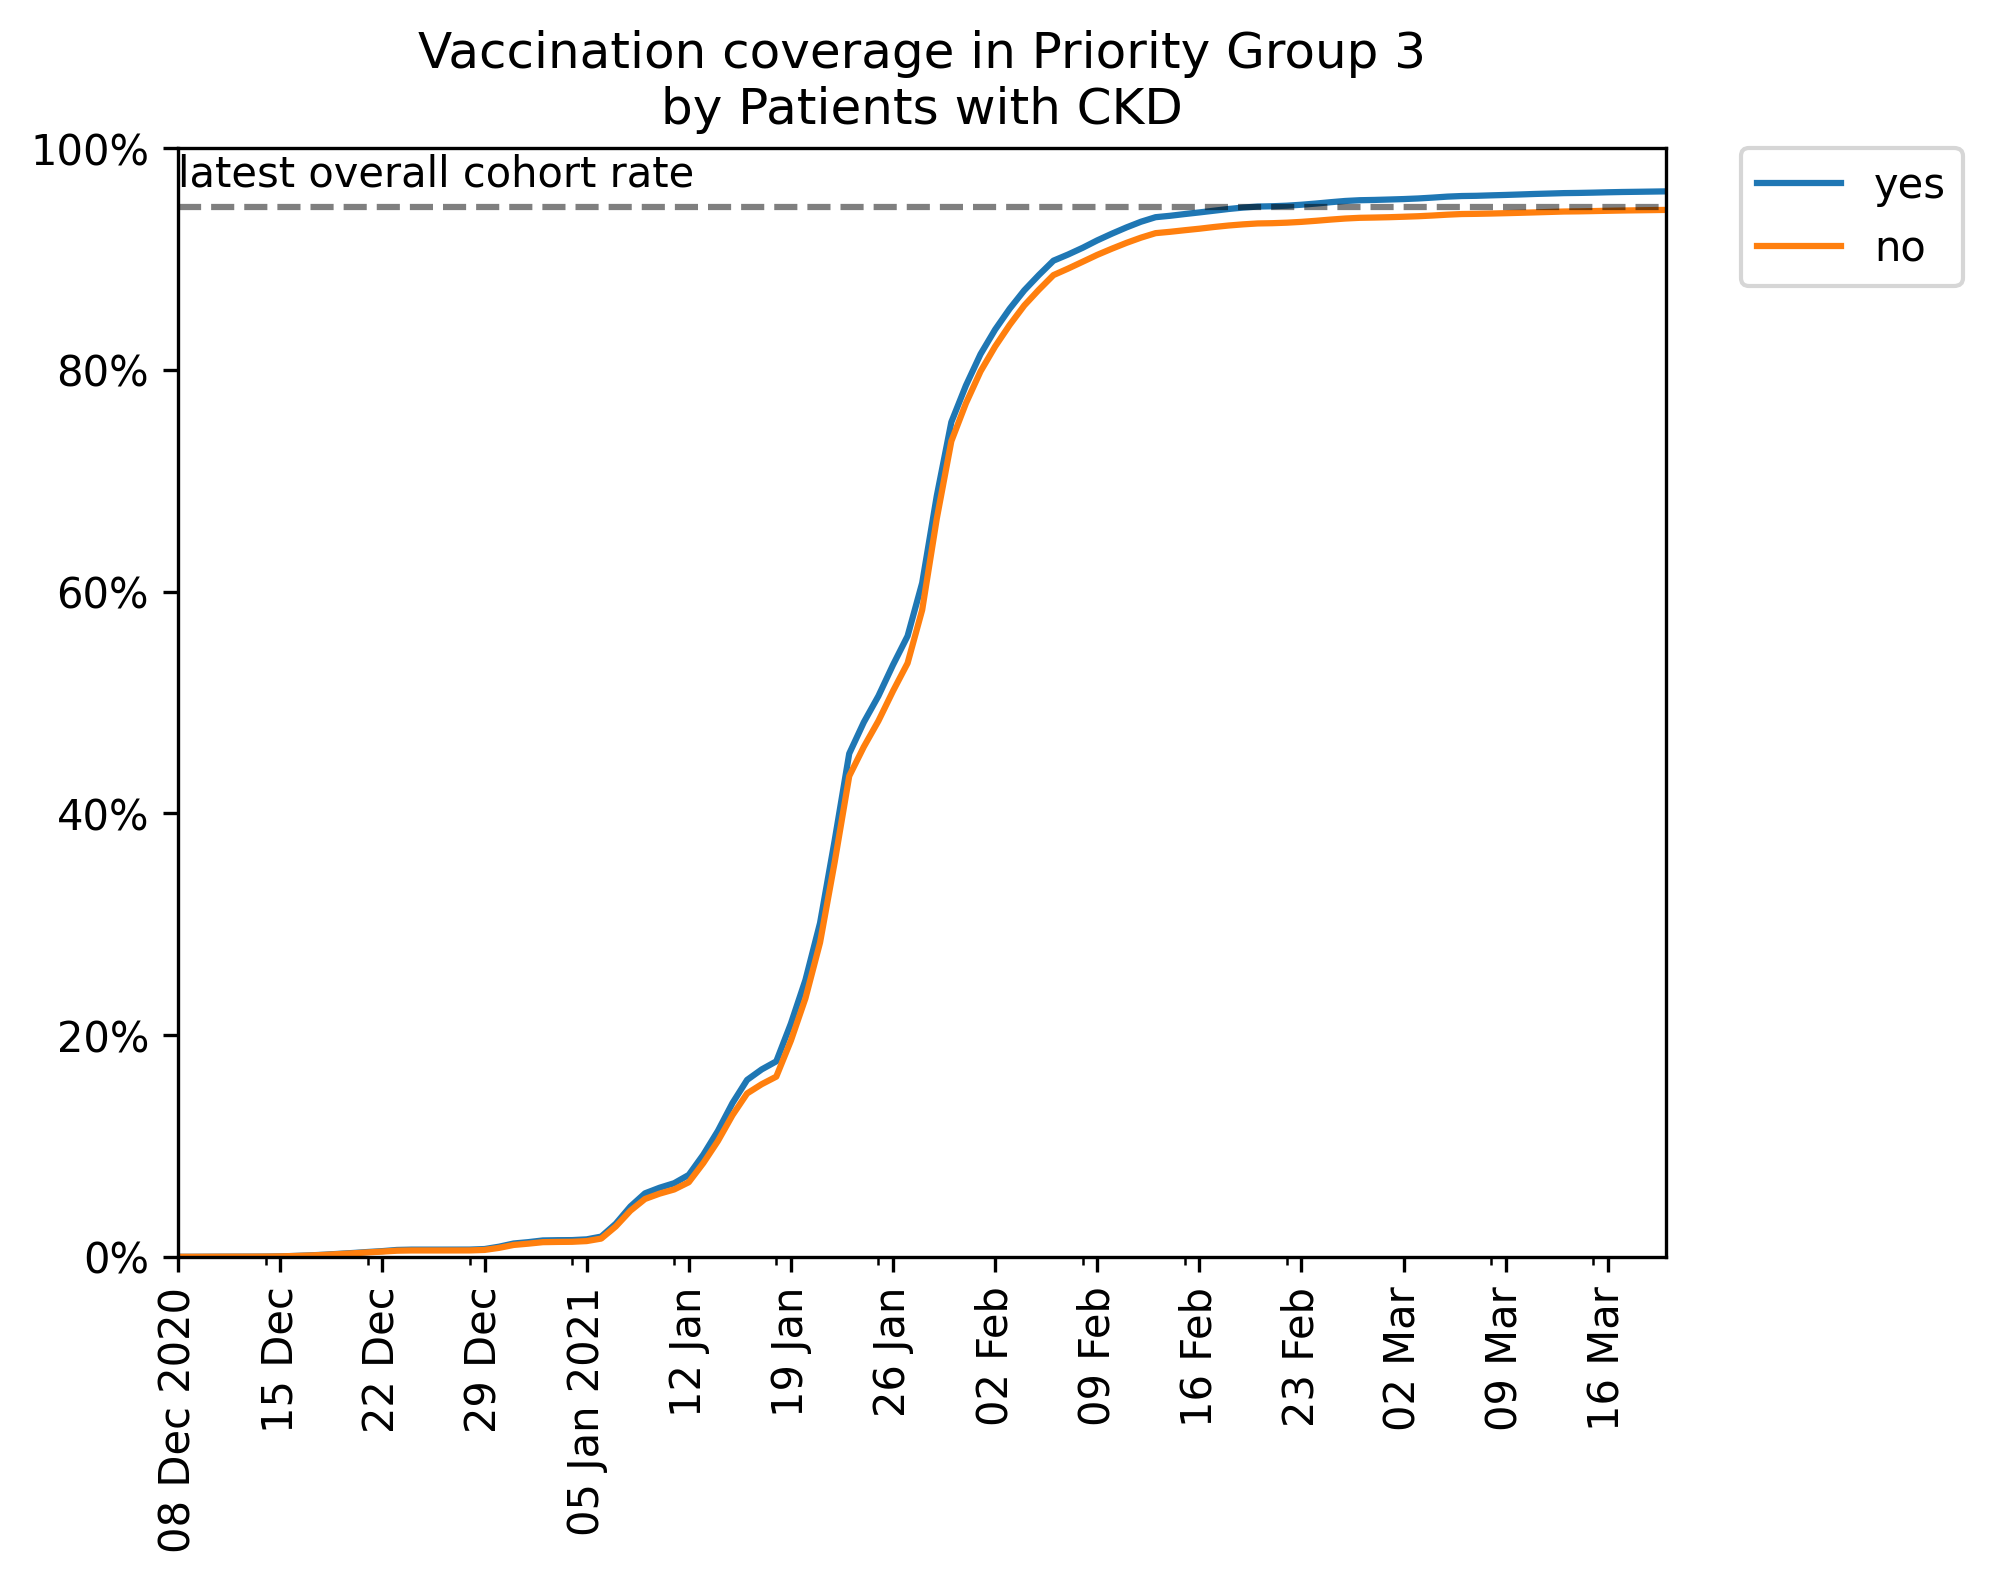 Vaccination coverage in Priority Group 3
by Patients with CKD
100%
80%
60%
40%
20%
0%
latest overall cohort rate
yes
no
08 Dec 2020
15 Dec
22 Dec
29 Dec
05 Jan 2021
12 Jan
19 Jan
26 Jan
02 Feb
09 Feb
16 Feb
23 Feb
02 Mar
09 Mar
16 Mar